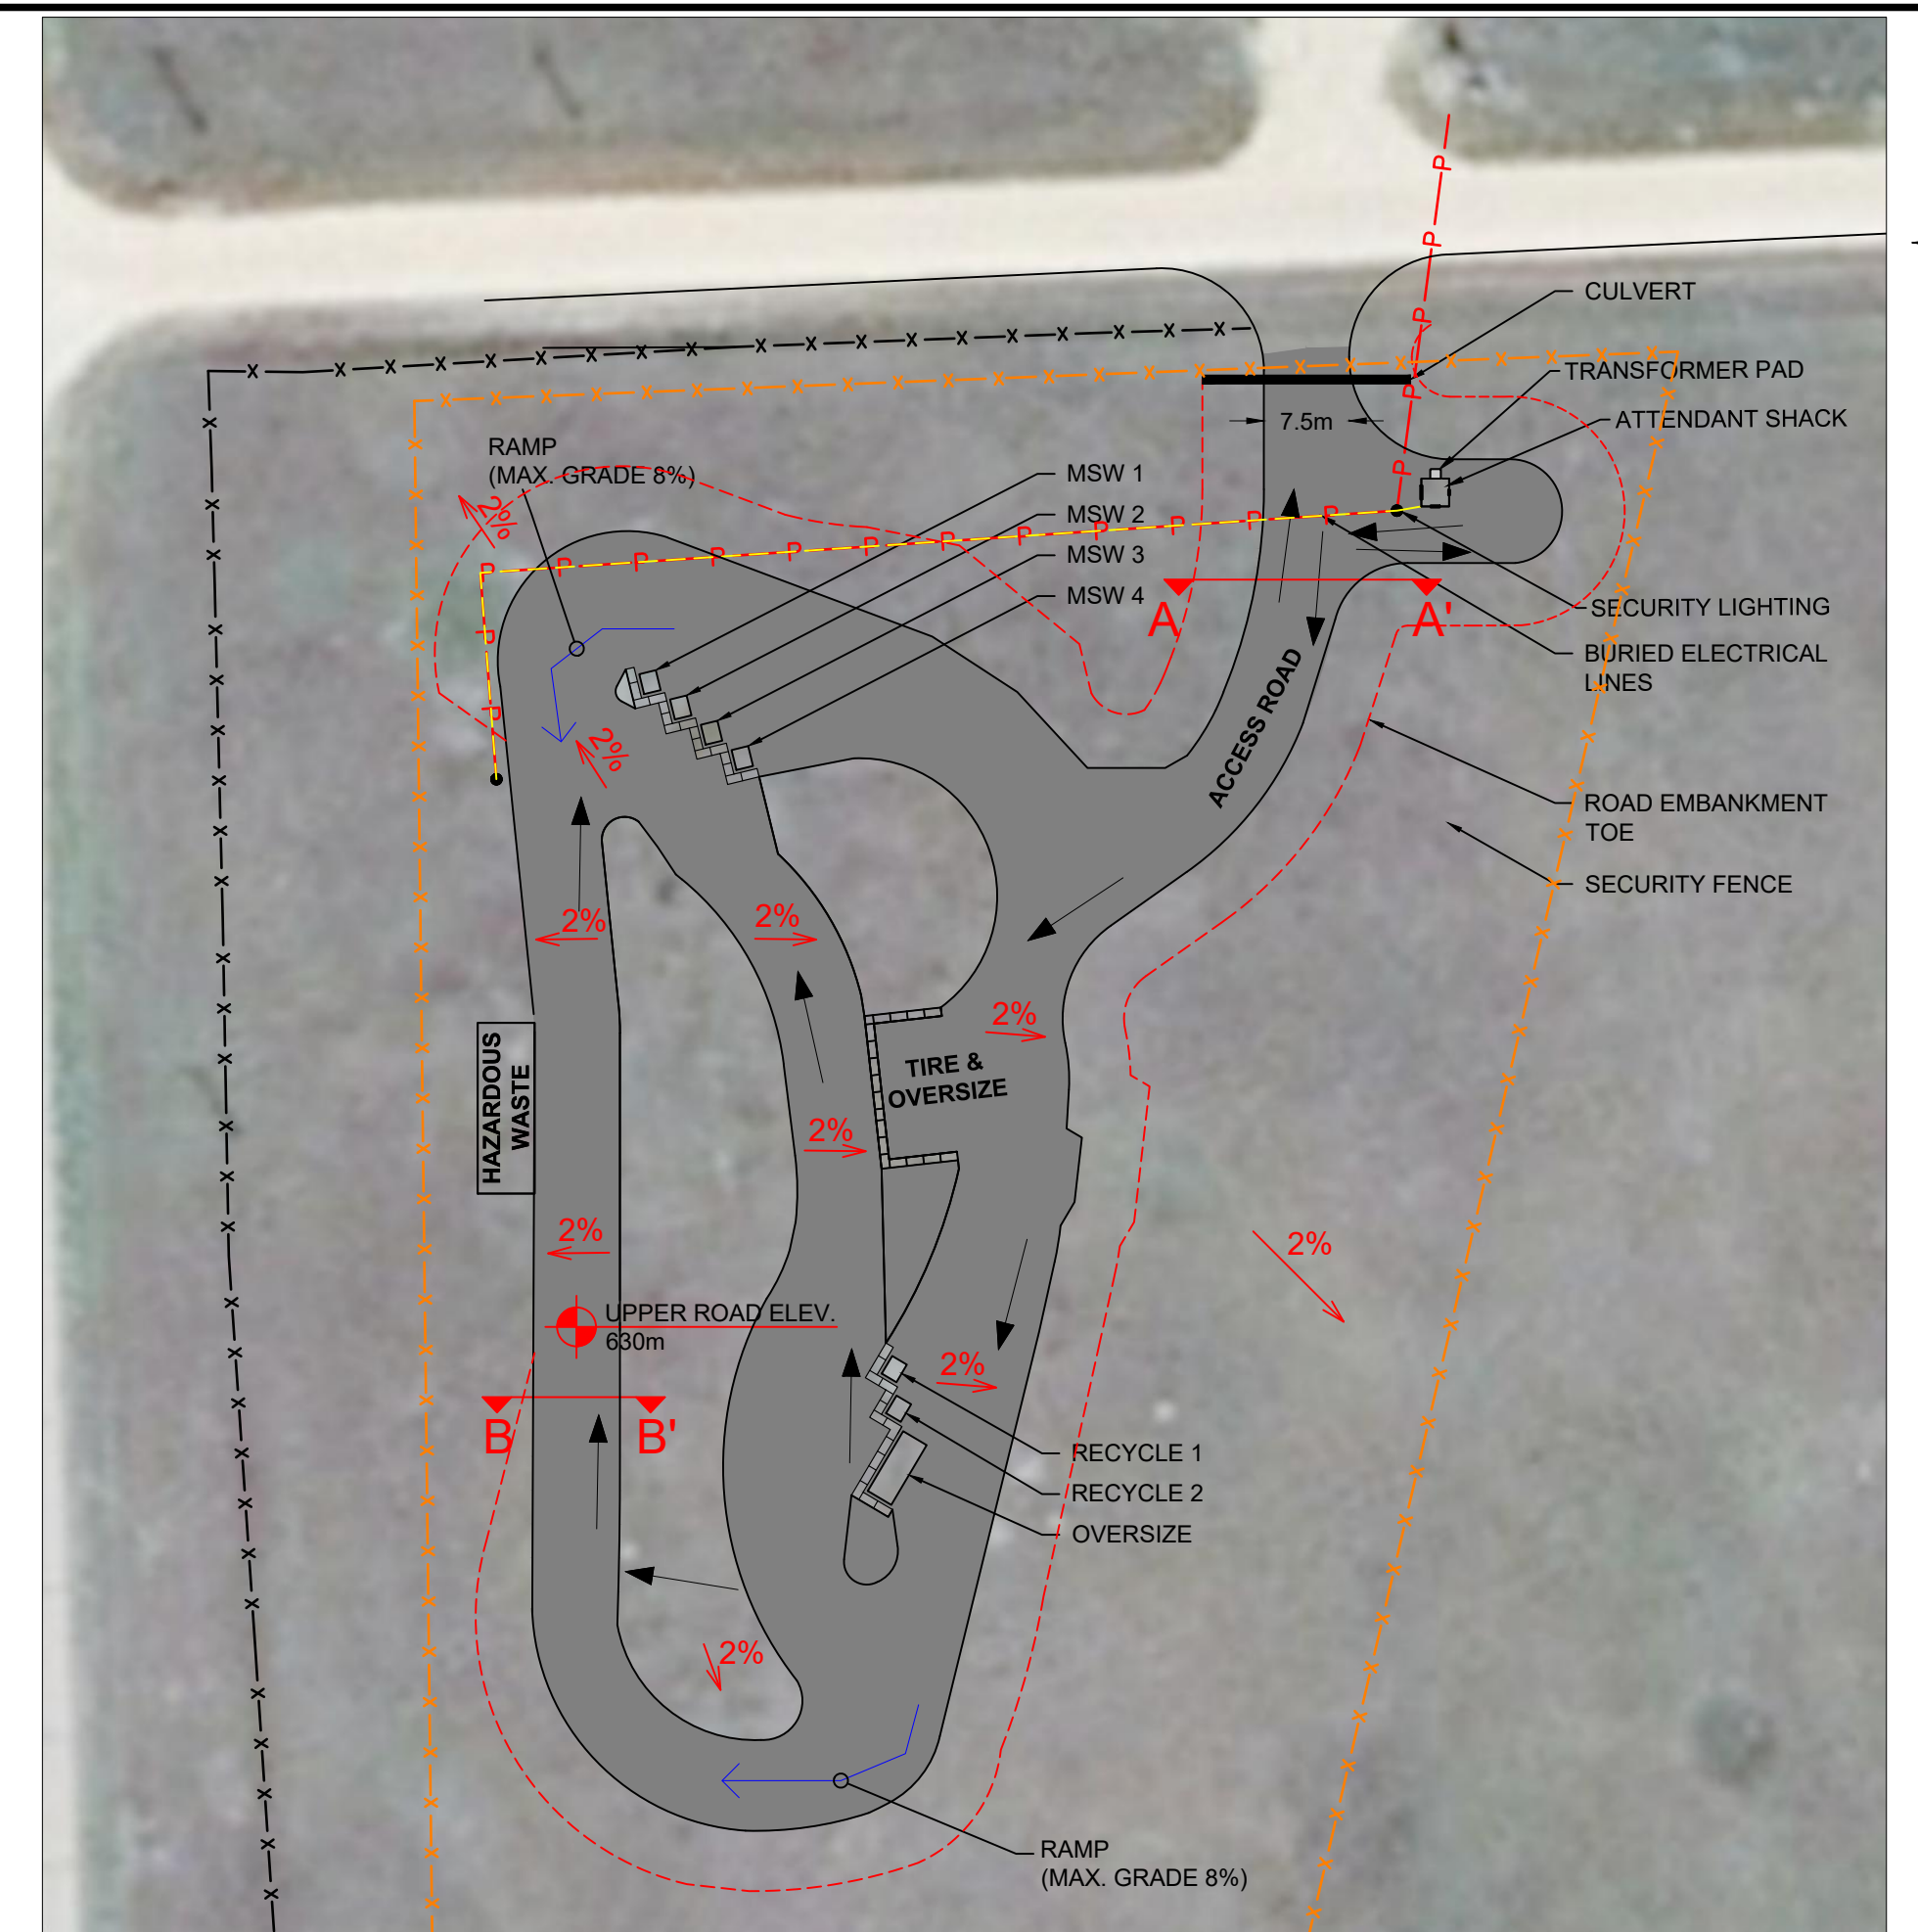 P
P
P
CULVERT
TRANSFORMER PAD
P
ATTENDANT SHACK
7.5m
RAMP
(MAX. GRADE 8%)
P
MSW 1
MSW 2
MSW 3
MSW 4
2%
P P P P P P P P P P P P
P
P
A A'
SECURITY LIGHTING
BURIED ELECTRICAL
LINES
ACCESS ROAD
2%
ROAD EMBANKMENT
TOE
SECURITY FENCE
2%
2%
2%
TIRE &
OVERSIZE
HAZARDOUS
WASTE
2%
2%
2%
UPPER ROAD ELEV.
630m
2%
B B'
RECYCLE 1
RECYCLE 2
OVERSIZE
2%
RAMP
(MAX. GRADE 8%)